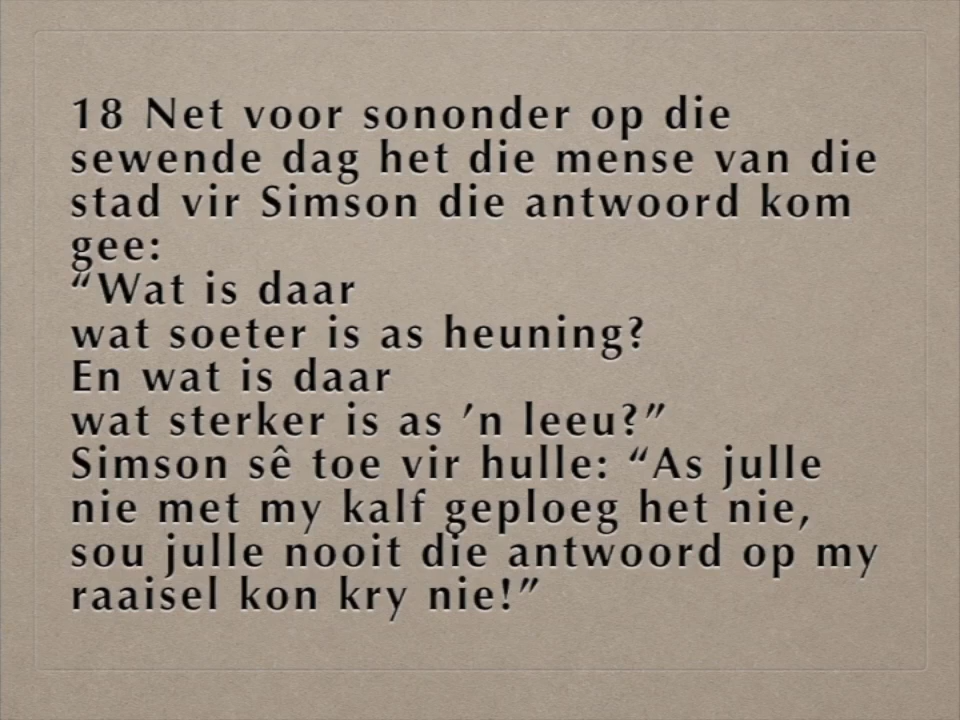 18 Net voor sononder op die
sewende dag het die mense van die
stad vir Simson die antwoord kom
gee:
“Wat is daar
wat soeter is as heuning?
En wat is daar
wat sterker is as ’n leeu?”
Simson sê toe vir hulle: “As julle
nie met my kalf geploeg het nie,
sou julle nooit die antwoord op my
raaisel kon kry nie!”